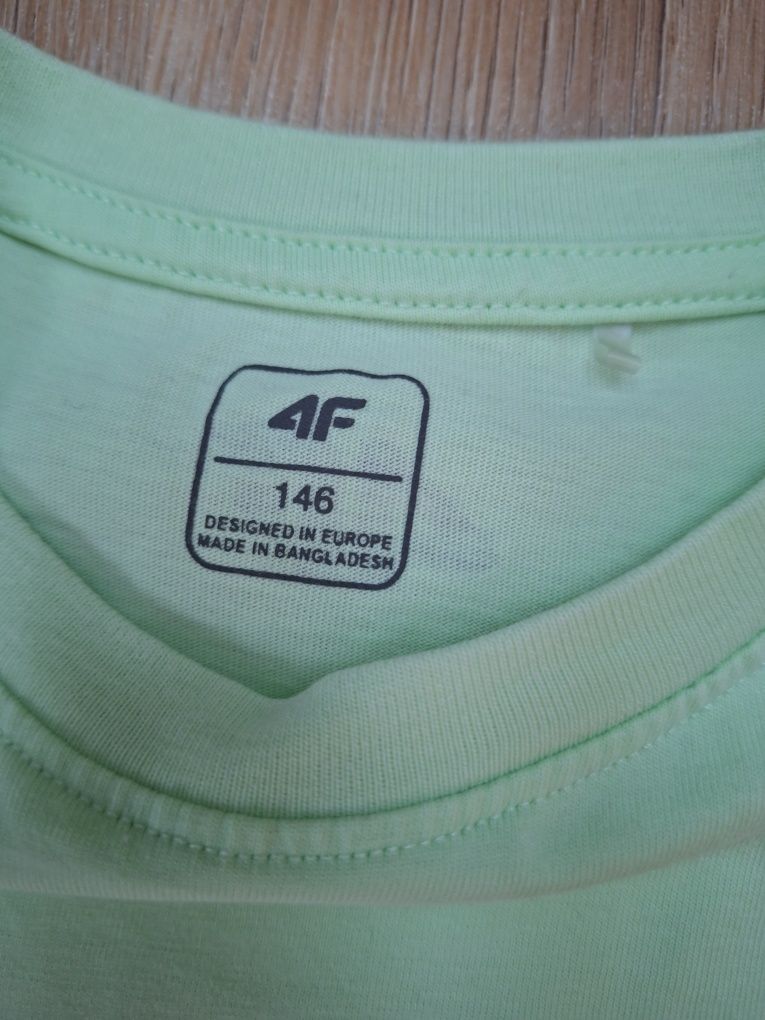 4F
146
DESIGNED IN EUROPE
MADE IN BANGLADESH